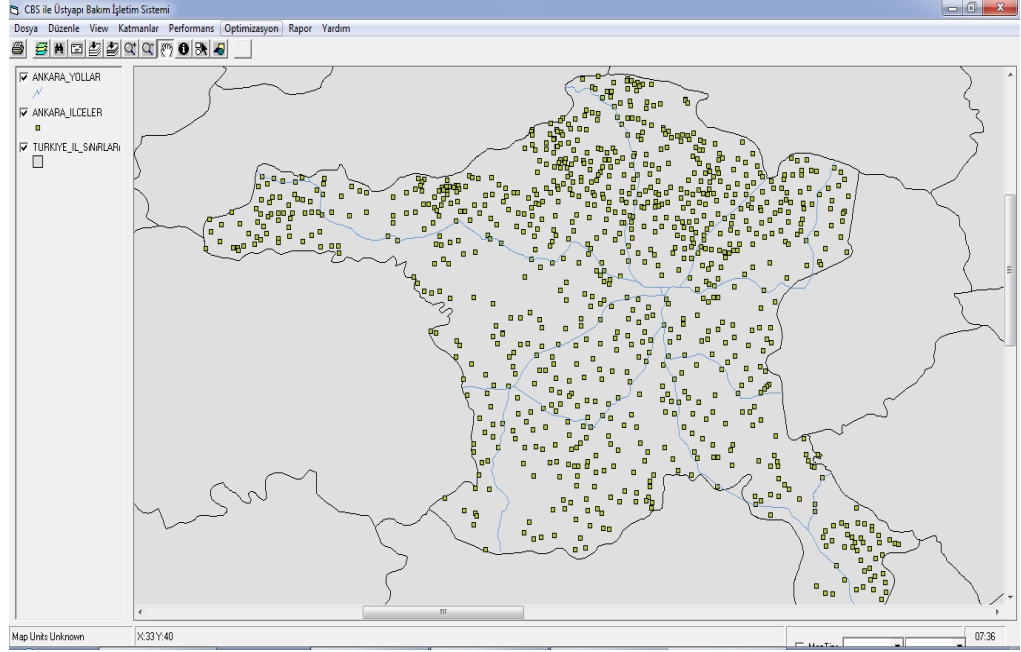 CBS ile Üstyapı Bakım İşletim Sistemi
Dosya Düzenle View Katmanlar Performans Optimizasyon Rapor Yardım
ANKARA_YOLLAR
ANKARA_ILCELER
TURKIYE_IL_SıNıRLARı
Map Units Unknown X:33 Y:40 07:36